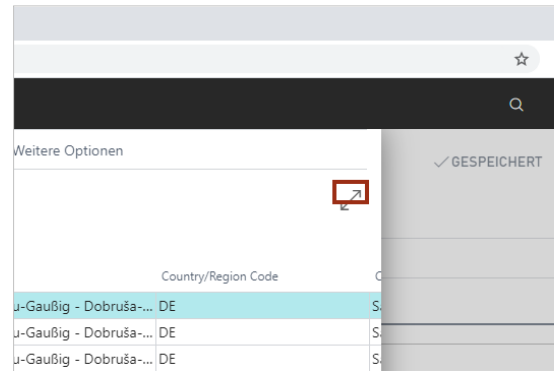 Weitere Optionen
GESPEICHERT
Country/Region Code
u-Gaußig - Dobruša-... DE
u-Gaußig - Dobruša-... DE
u-Gaußig - Dobruša-... DE